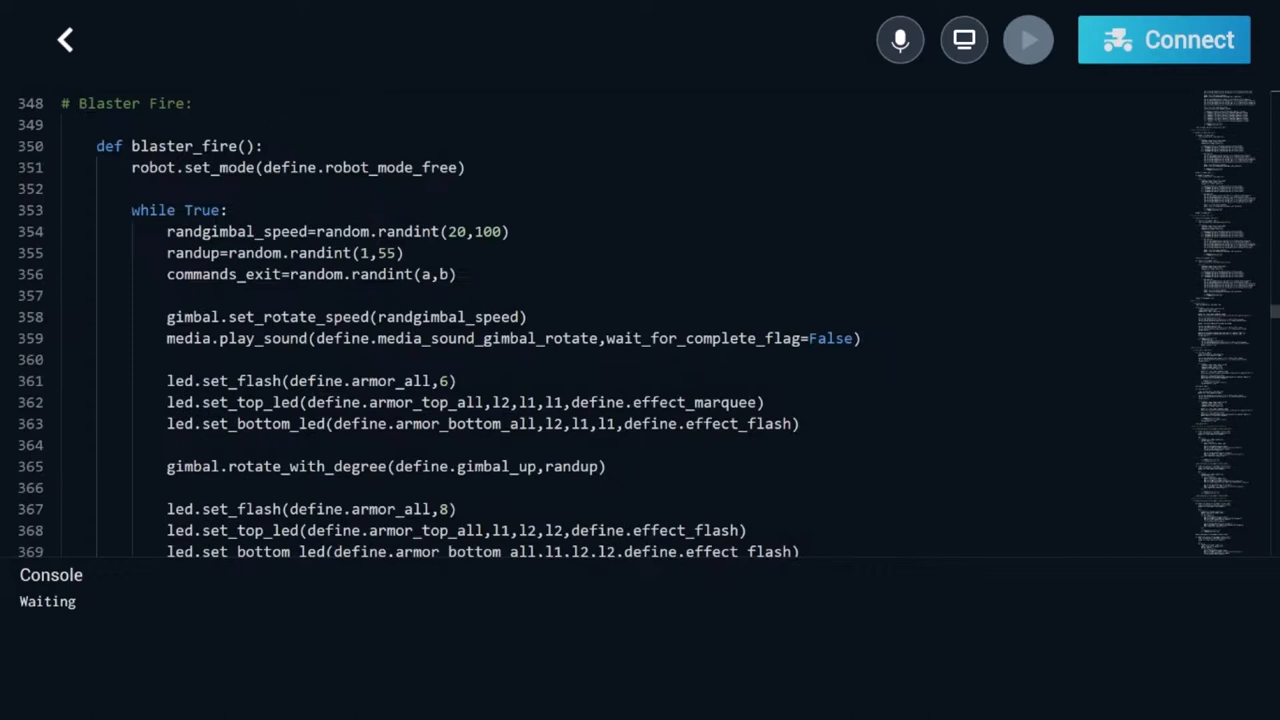 Connect
348 # Blaster Fire:
349
350 def blaster_fire():
351 robot.set_mode(define.robot_mode_free)
352
353 while True:
354 randgimbal_speed=random.randint(20,100)
355 randup=random.randint(1,55)
356 commands_exit=random.randint(a,b)
357
358 gimbal.set_rotate_speed(randgimbal_speed)
359 media.play_sound(define.media_sound_gimbal_rotate,wait_for_complete_flag=False)
360
361 led.set_flash(define.armor_all,6)
362 led.set_top_led(define.armor_top_all,l2,l1,l1,define.effect_marquee)
363 led.set_bottom_led(define.armor_bottom_all,l2,l1,l1,define.effect_flash)
364
365 gimbal.rotate_with_degree(define.gimbal_up,randup)
366
367 led.set_flash(define.armor_all,8)
368 led.set_top_led(define.armor_top_all,l1,l2,l2,define.effect_flash)
369 led.set_bottom_led(define.armor_bottom_all,l1,l2,l2,define.effect_flash)
Console
Waiting